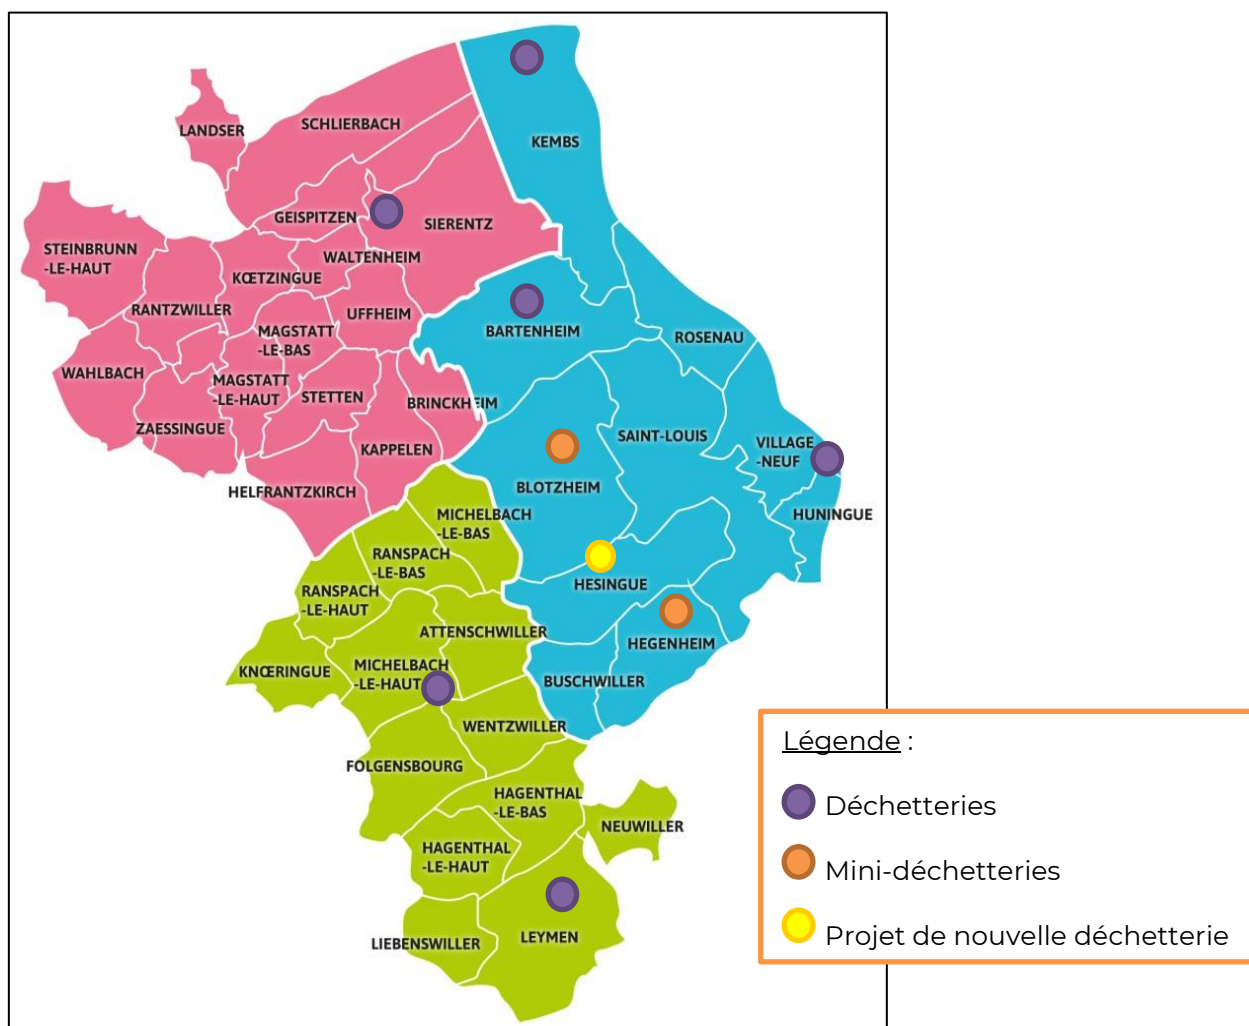 KEMBS
LANDSER
SCHLIERBACH
GEISPITZEN
SIERENTZ
STEINBRUNN
-LE-HAUT
WALTENHEIM
KŒTZINGUE
RANTZWILLER
UFFHEIM
MAGSTATT
-LE-BAS
BARTENHEIM
ROSENAU
WAHLBACH
MAGSTATT
-LE-HAUT
STETTEN
BRINCKHEIM
ZAESSINGUE
KAPPELEN
SAINT-LOUIS
VILLAGE
-NEUF
HELFRANTZKIRCH
BLOTZHEIM
HUNINGUE
MICHELBACH
-LE-BAS
RANSPACH
-LE-BAS
RANSPACH
-LE-HAUT
HESINGUE
ATTENSCHWILLER
HEGENHEIM
KNŒRINGUE
MICHELBACH
-LE-HAUT
BUSCHWILLER
WENTZWILLER
FOLGENSBOURG
HAGENTHAL
-LE-BAS
NEUWILLER
HAGENTHAL
-LE-HAUT
LIEBENSWILLER
LEYMEN
Légende :
Déchetteries
Mini-déchetteries
Projet de nouvelle déchetterie